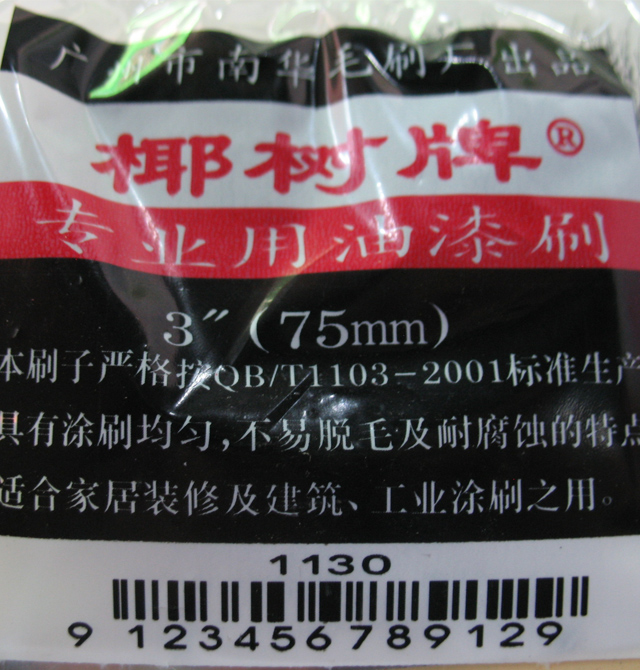 广州市南华毛刷厂出品
椰树牌®
专业用油漆刷
3″(75mm)
本刷子严格按QB/T1103-2001标准生产
具有涂刷均匀,不易脱毛及耐腐蚀的特点
适合家居装修及建筑、工业涂刷之用。
1130
9 123456789129